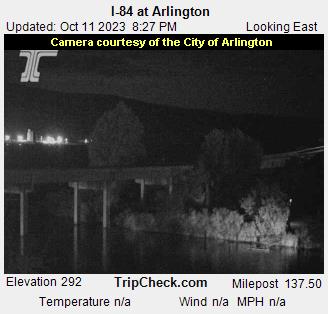 I-84 at Arlington
Updated: Oct 11 2023 8:27 PM Looking East
Camera courtesy of the City of Arlington
Elevation 292 TripCheck.com Milepost 137.50
Temperature n/a Wind n/a MPH n/a